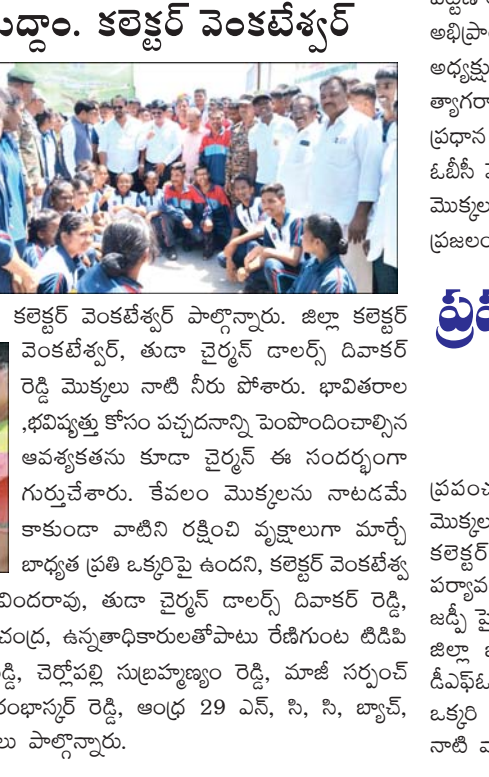 కలెక్టర్ వెంకటేశ్వర్
కలెక్టర్ వెంకటేశ్వర్ పాల్గొన్నారు. జిల్లా కలెక్టర్
వెంకటేశ్వర్, తుడా చైర్మన్ డాలర్స్ దివాకర్
రెడ్డి మొక్కలు నాటి నీరు పోశారు. భావితరాల
,భవిష్యత్తు కోసం పచ్చదనాన్ని పెంపొందించాల్సిన
ఆవశ్యకతను కూడా చైర్మన్ ఈ సందర్భంగా
గుర్తుచేశారు. కేవలం మొక్కలను నాటడమే
కాకుండా వాటిని రక్షించి వృక్షాలుగా మార్చే
బాధ్యత ప్రతి ఒక్కరిపై ఉందని, కలెక్టర్ వెంకటేశ్వ
విందరావు, తుడా చైర్మన్ డాలర్స్ దివాకర్ రెడ్డి,
చంద్ర, ఉన్నతాధికారులతోపాటు రేణిగుంట టిడిపి
చెర్లోపల్లి సుబ్రహ్మణ్యం రెడ్డి, మాజీ సర్పంచ్
రంభాస్కర్ రెడ్డి, ఆంధ్ర 29 ఎన్, సి, సి, బ్యాచ్,
పాల్గొన్నారు.
అభిప్రా
అధ్యక్షు
త్యాగరా
ప్రధాన
ఓబీసీ
మొక్కల
ప్రజలం
ప్రపంచ
మొక్కల
కలెక్టర్
పర్యావ
జడ్పీ పై
జిల్లా
డీఎఫ్ఓ
ఒక్కరి
నాటి